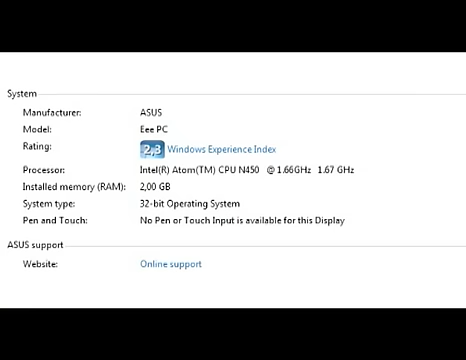 System
Manufacturer: ASUS
Model: Eee PC
Rating: 2,3 Windows Experience Index
Processor: Intel(R) Atom(TM) CPU N450 @ 1.66GHz 1.67 GHz
Installed memory (RAM): 2,00 GB
System type: 32-bit Operating System
Pen and Touch: No Pen or Touch Input is available for this Display
ASUS support
Website: Online support